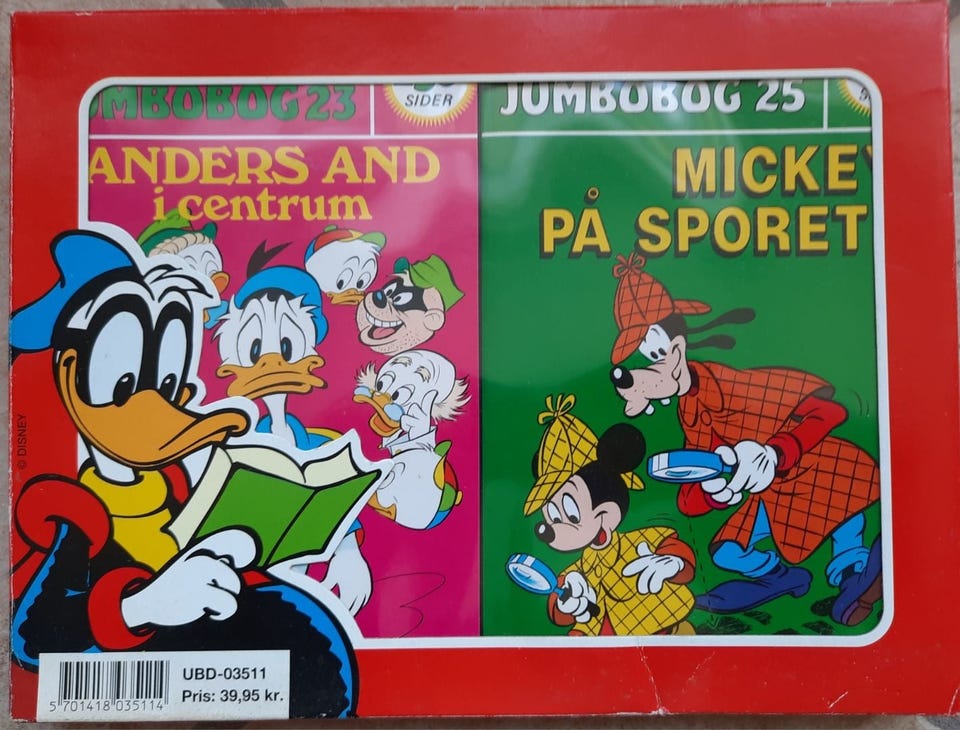 JUMBOBOG 23
SIDER
JUMBOBOG 25
ANDERS AND
i centrum
MICKEY
PÅ SPORET
© DISNEY
UBD-03511
Pris: 39,95 kr.
5 701418 035114